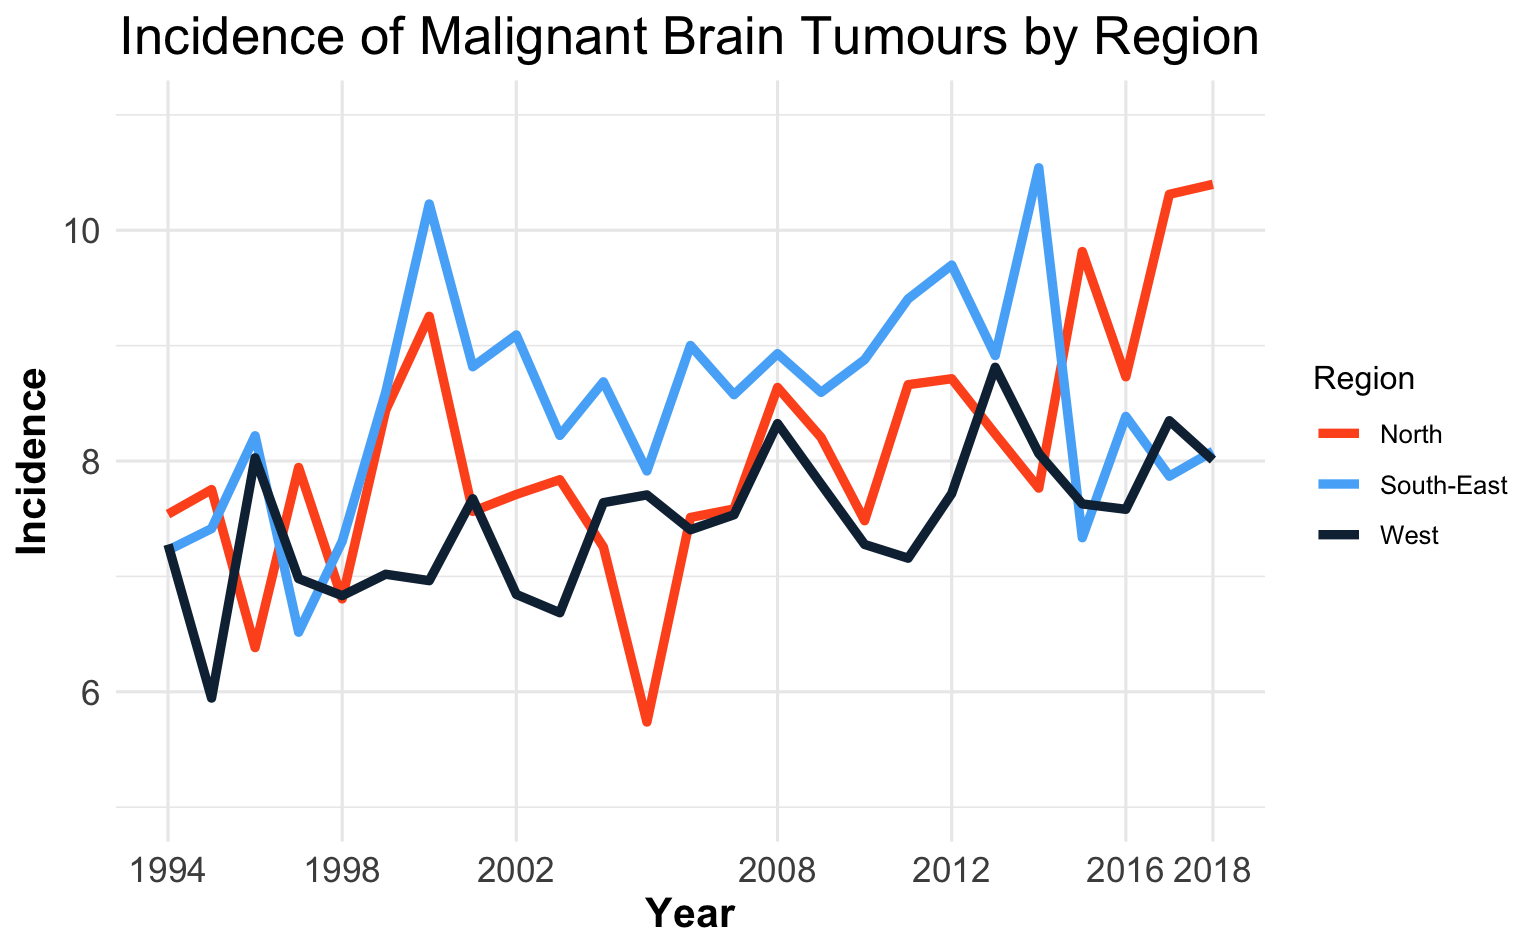 Incidence of Malignant Brain Tumours by Region
10
8
6
Incidence
1994 1998 2002 2008 2012 2016 2018
Year
Region
North
South-East
West